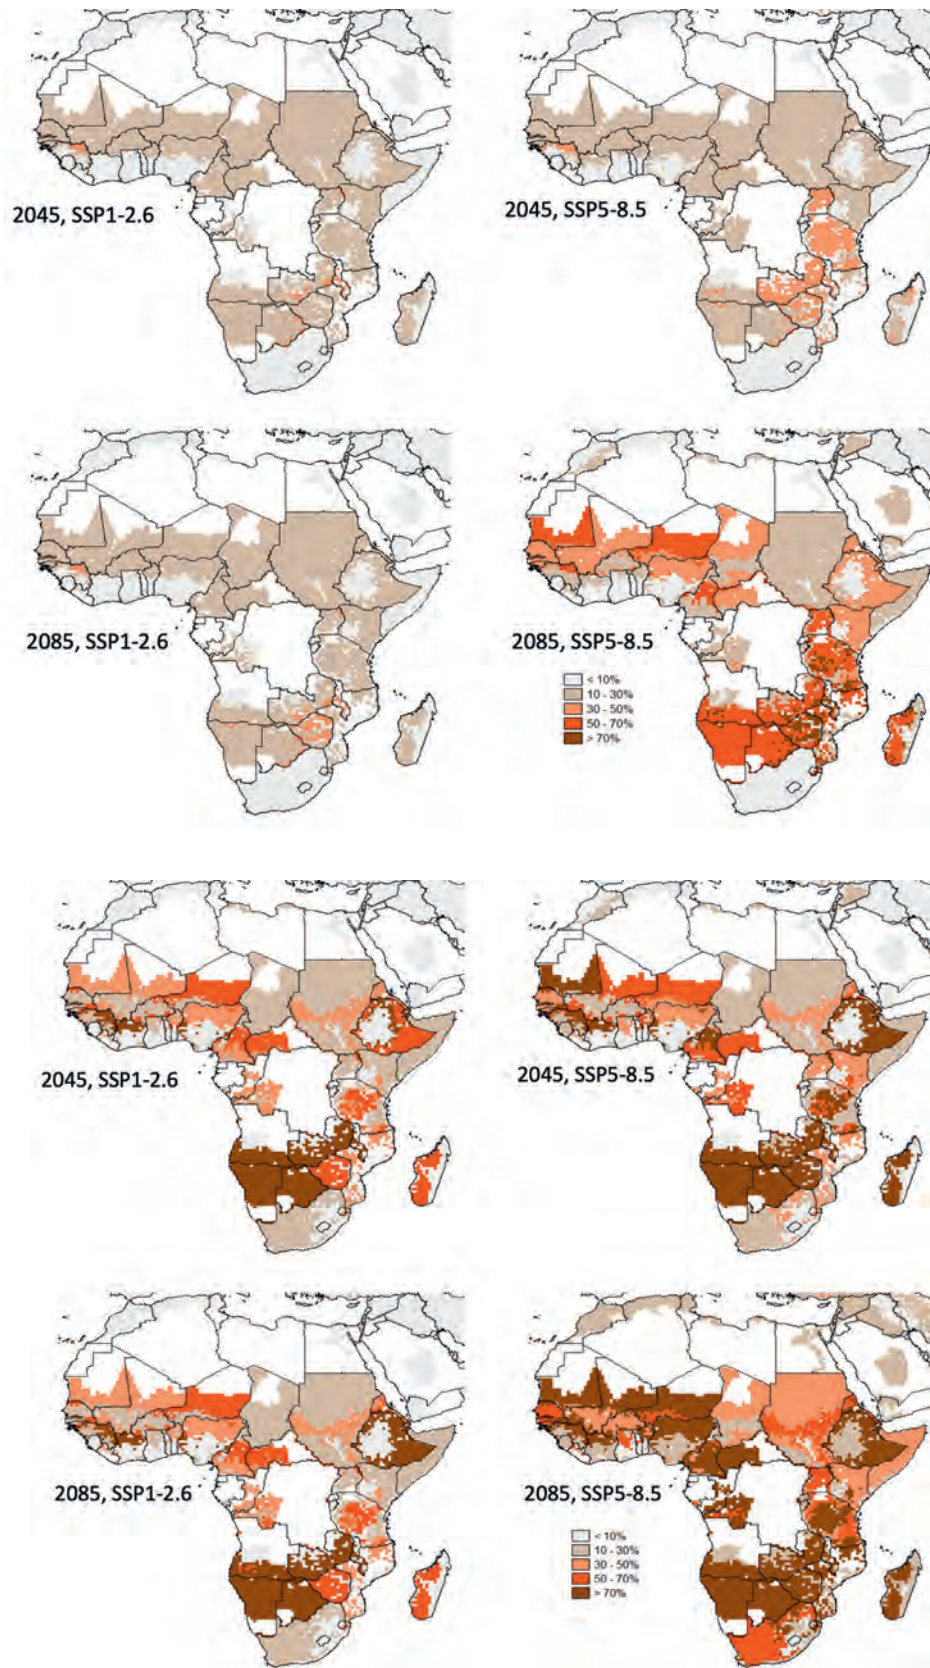 2045, SSP1-2.6
2045, SSP5-8.5
2085, SSP1-2.6
2085, SSP5-8.5
< 10%
10 - 30%
30 - 50%
50 - 70%
> 70%
2045, SSP1-2.6
2045, SSP5-8.5
2085, SSP1-2.6
2085, SSP5-8.5
< 10%
10 - 30%
30 - 50%
50 - 70%
> 70%